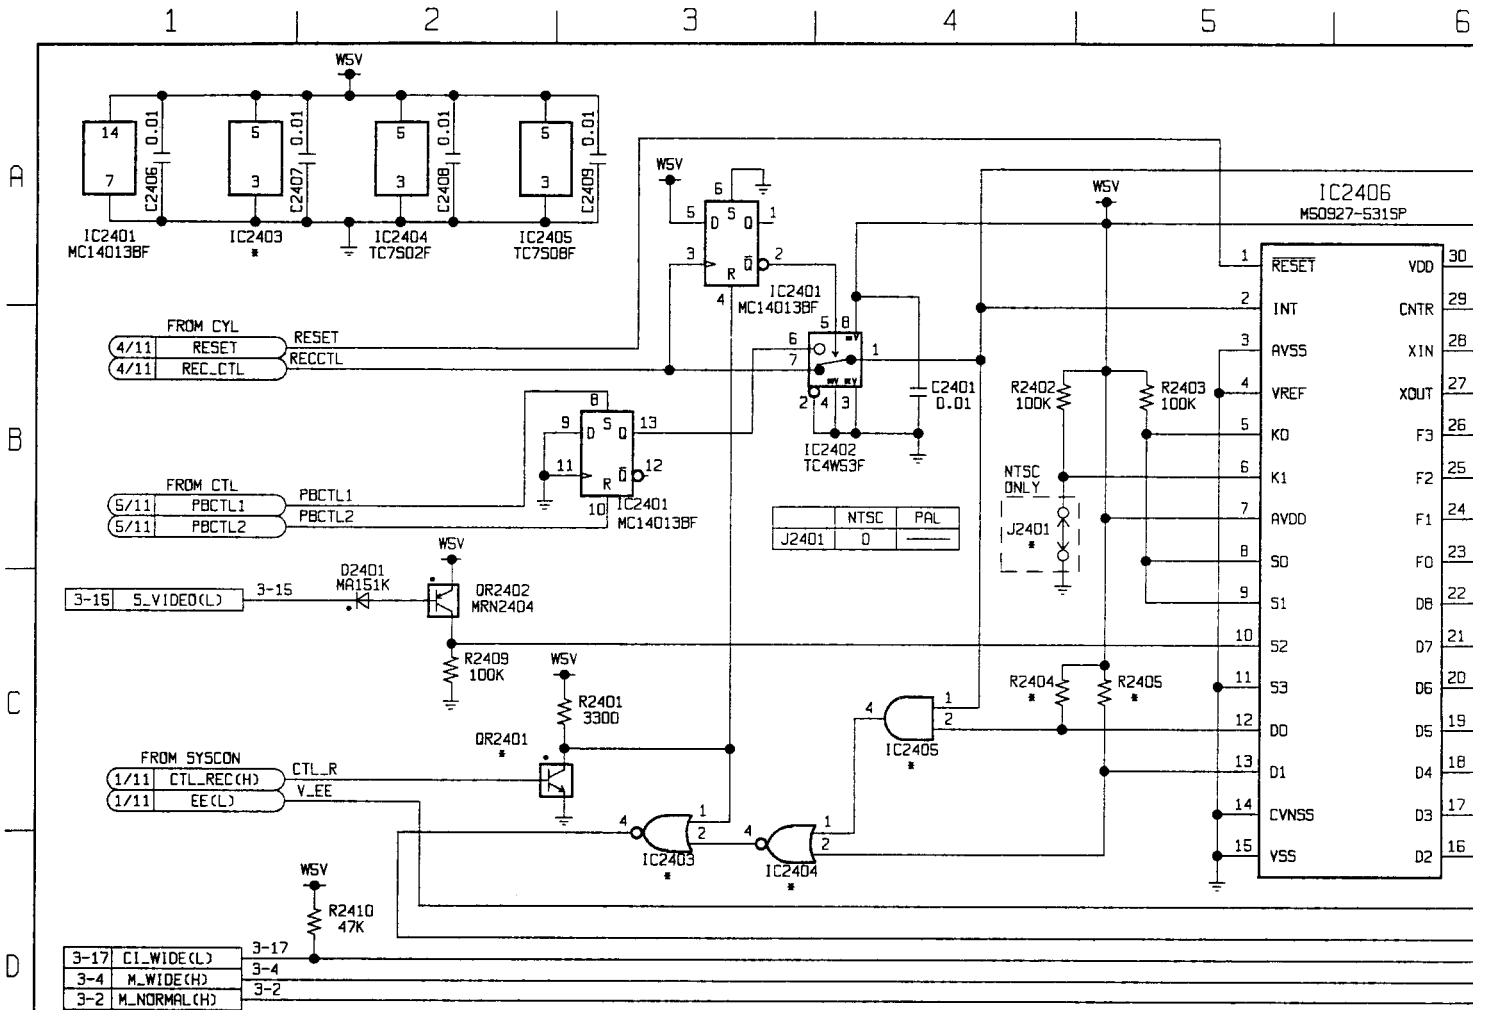 1 2 3 4 5 6
A
B
C
D
W5V
14
7
C2406 0.01
5
3
C2407 0.01
5
3
C2408 0.01
5
3
C2409 0.01
IC2401
MC14013BF
IC2403
*
IC2404
TC7S02F
IC2405
TC7S08F
W5V
6
5 D S Q 1
3 R Q 2
4
IC2401
MC14013BF
FROM CYL
4/11 RESET
RESET
4/11 REC_CTL
RECCTL
5 8
6
7
1
2 4 3
IC2402
TC4W53F
C2401
0.01
8
9 D S Q 13
11 R Q 12
10
IC2401
MC14013BF
FROM CTL
5/11 PBCTL1
PBCTL1
5/11 PBCTL2
PBCTL2
NTSC PAL
J2401 0 ——
W5V
R2402
100K
R2403
100K
NTSC
ONLY
J2401
*
W5V
3-15 S_VIDEO(L)
3-15
D2401
MA151K
QR2402
MRN2404
R2409
100K
W5V
R2401
3300
QR2401
*
FROM SYSCON
1/11 CTL_REC(H)
CTL_R
1/11 EE(L)
V_EE
R2404
*
R2405
*
4 1
2
IC2405
*
4 1
2
IC2403
*
4 1
2
IC2404
*
W5V
R2410
47K
3-17 CI_WIDE(L)
3-17
3-4 M_WIDE(H)
3-4
3-2 M_NORMAL(H)
3-2
IC2406
M50927-531SP
1 RESET VDD 30
2 INT CNTR 29
3 AVSS XIN 28
4 VREF XOUT 27
5 K0 F3 26
6 K1 F2 25
7 AVDD F1 24
8 S0 F0 23
9 S1 D8 22
10 S2 D7 21
11 S3 D6 20
12 D0 D5 19
13 D1 D4 18
14 CVNSS D3 17
15 VSS D2 16